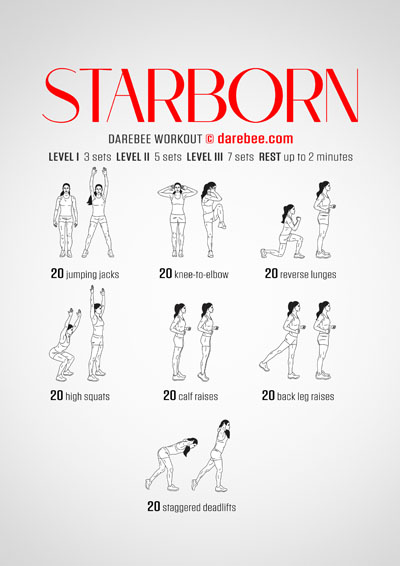 STARBORN
DAREBEE WORKOUT © darebee.com
LEVEL I 3 sets LEVEL II 5 sets LEVEL III 7 sets REST up to 2 minutes
20 jumping jacks
20 knee-to-elbow
20 reverse lunges
20 high squats
20 calf raises
20 back leg raises
20 staggered deadlifts